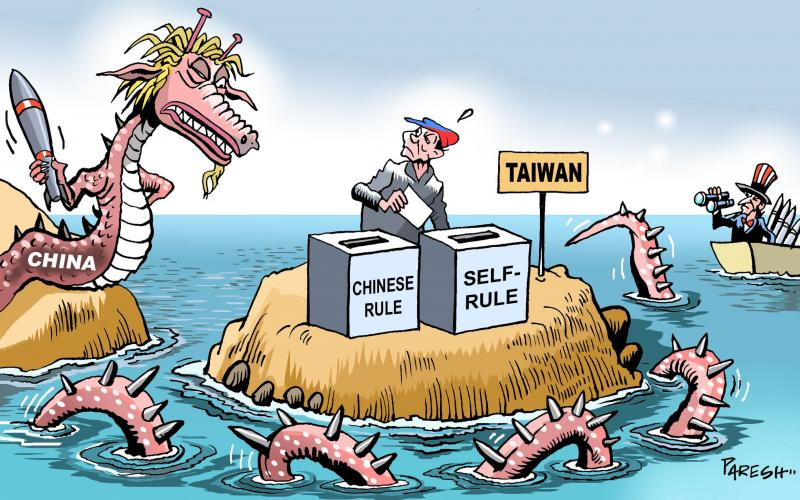 CHINA
CHINESE
RULE
SELF-
RULE
TAIWAN
PARESH